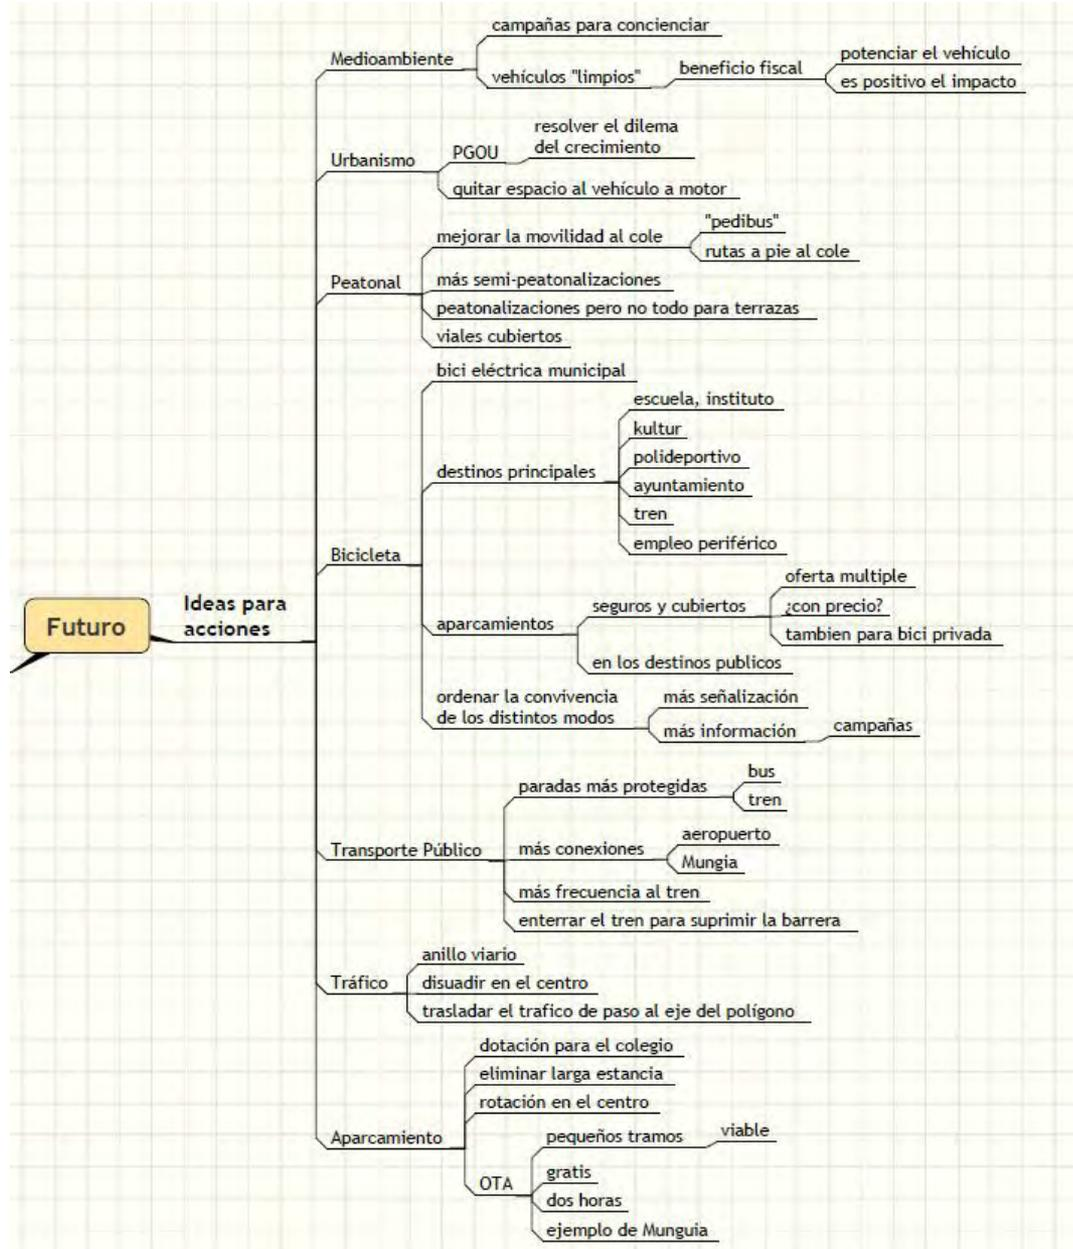 Futuro
Ideas para
acciones
Medioambiente
campañas para concienciar
vehículos "limpios"
beneficio fiscal
potenciar el vehículo
es positivo el impacto
Urbanismo
PGOU
resolver el dilema
del crecimiento
quitar espacio al vehículo a motor
Peatonal
mejorar la movilidad al cole
"pedibus"
rutas a pie al cole
más semi-peatonalizaciones
peatonalizaciones pero no todo para terrazas
viales cubiertos
Bicicleta
bici eléctrica municipal
destinos principales
escuela, instituto
kultur
polideportivo
ayuntamiento
tren
empleo periférico
aparcamientos
seguros y cubiertos
oferta multiple
¿con precio?
tambien para bici privada
en los destinos publicos
ordenar la convivencia
de los distintos modos
más señalización
más información
campañas
Transporte Público
paradas más protegidas
bus
tren
más conexiones
aeropuerto
Mungia
más frecuencia al tren
enterrar el tren para suprimir la barrera
Tráfico
anillo viario
disuadir en el centro
trasladar el trafico de paso al eje del polígono
Aparcamiento
dotación para el colegio
eliminar larga estancia
rotación en el centro
OTA
pequeños tramos
viable
gratis
dos horas
ejemplo de Munguia